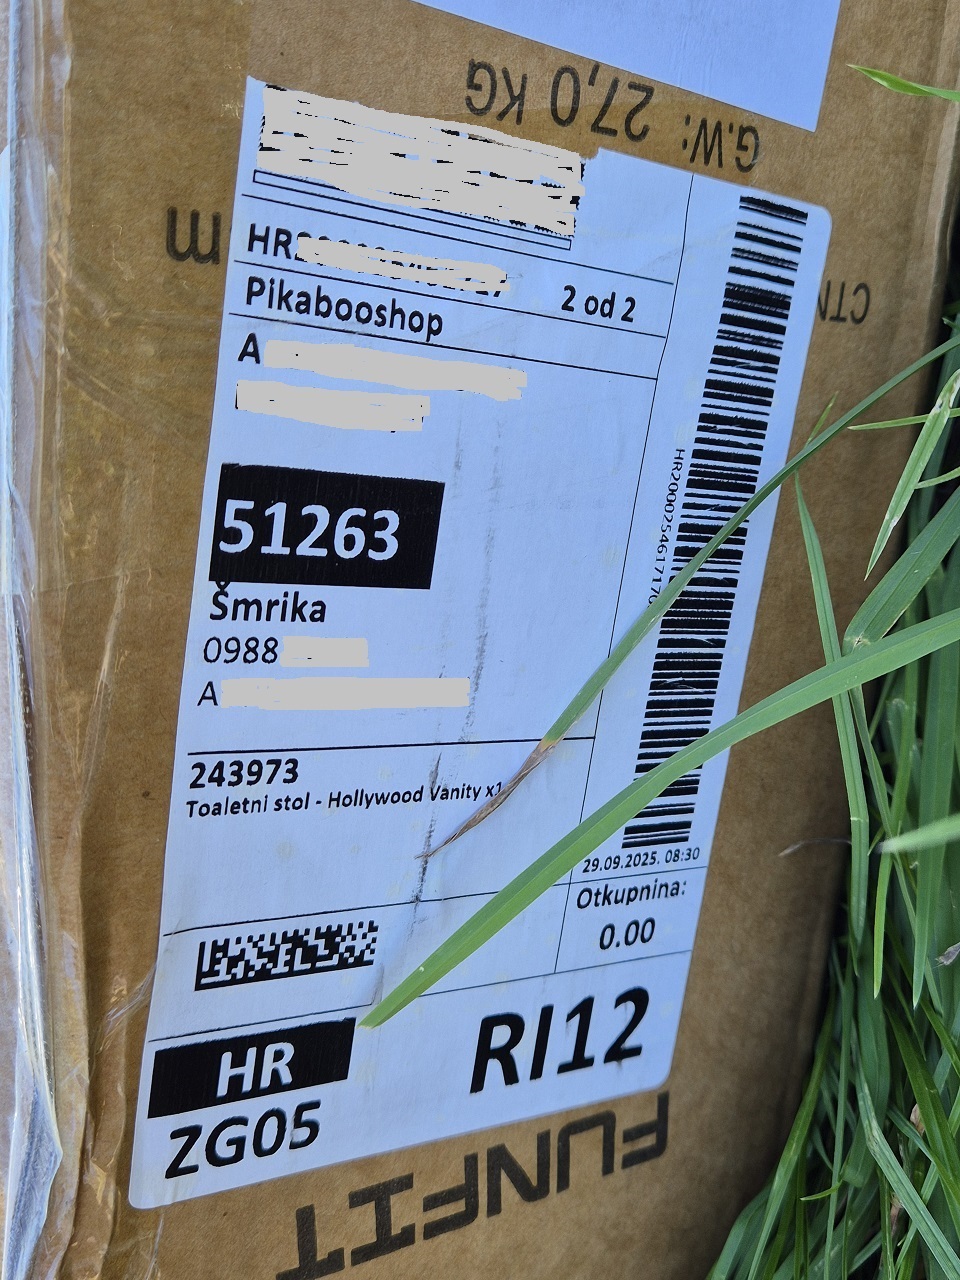 G.W: 27,0 KG
m
CTN
HR
2 od 2
Pikabooshop
A
51263
Šmrika
0988
A
243973
Toaletni stol - Hollywood Vanity x1
29.09.2025. 08:30
Otkupnina:
0.00
HR
RI12
ZG05
FUNFIT